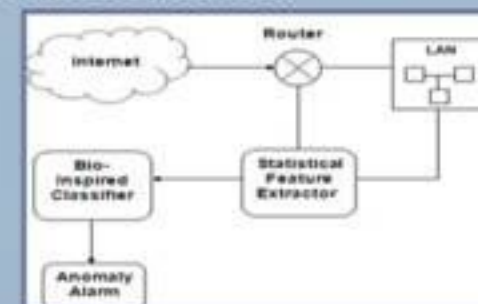 Router
Internet
LAN
Bio-
Inspired
Classifier
Statistical
Feature
Extractor
Anomaly
Alarm